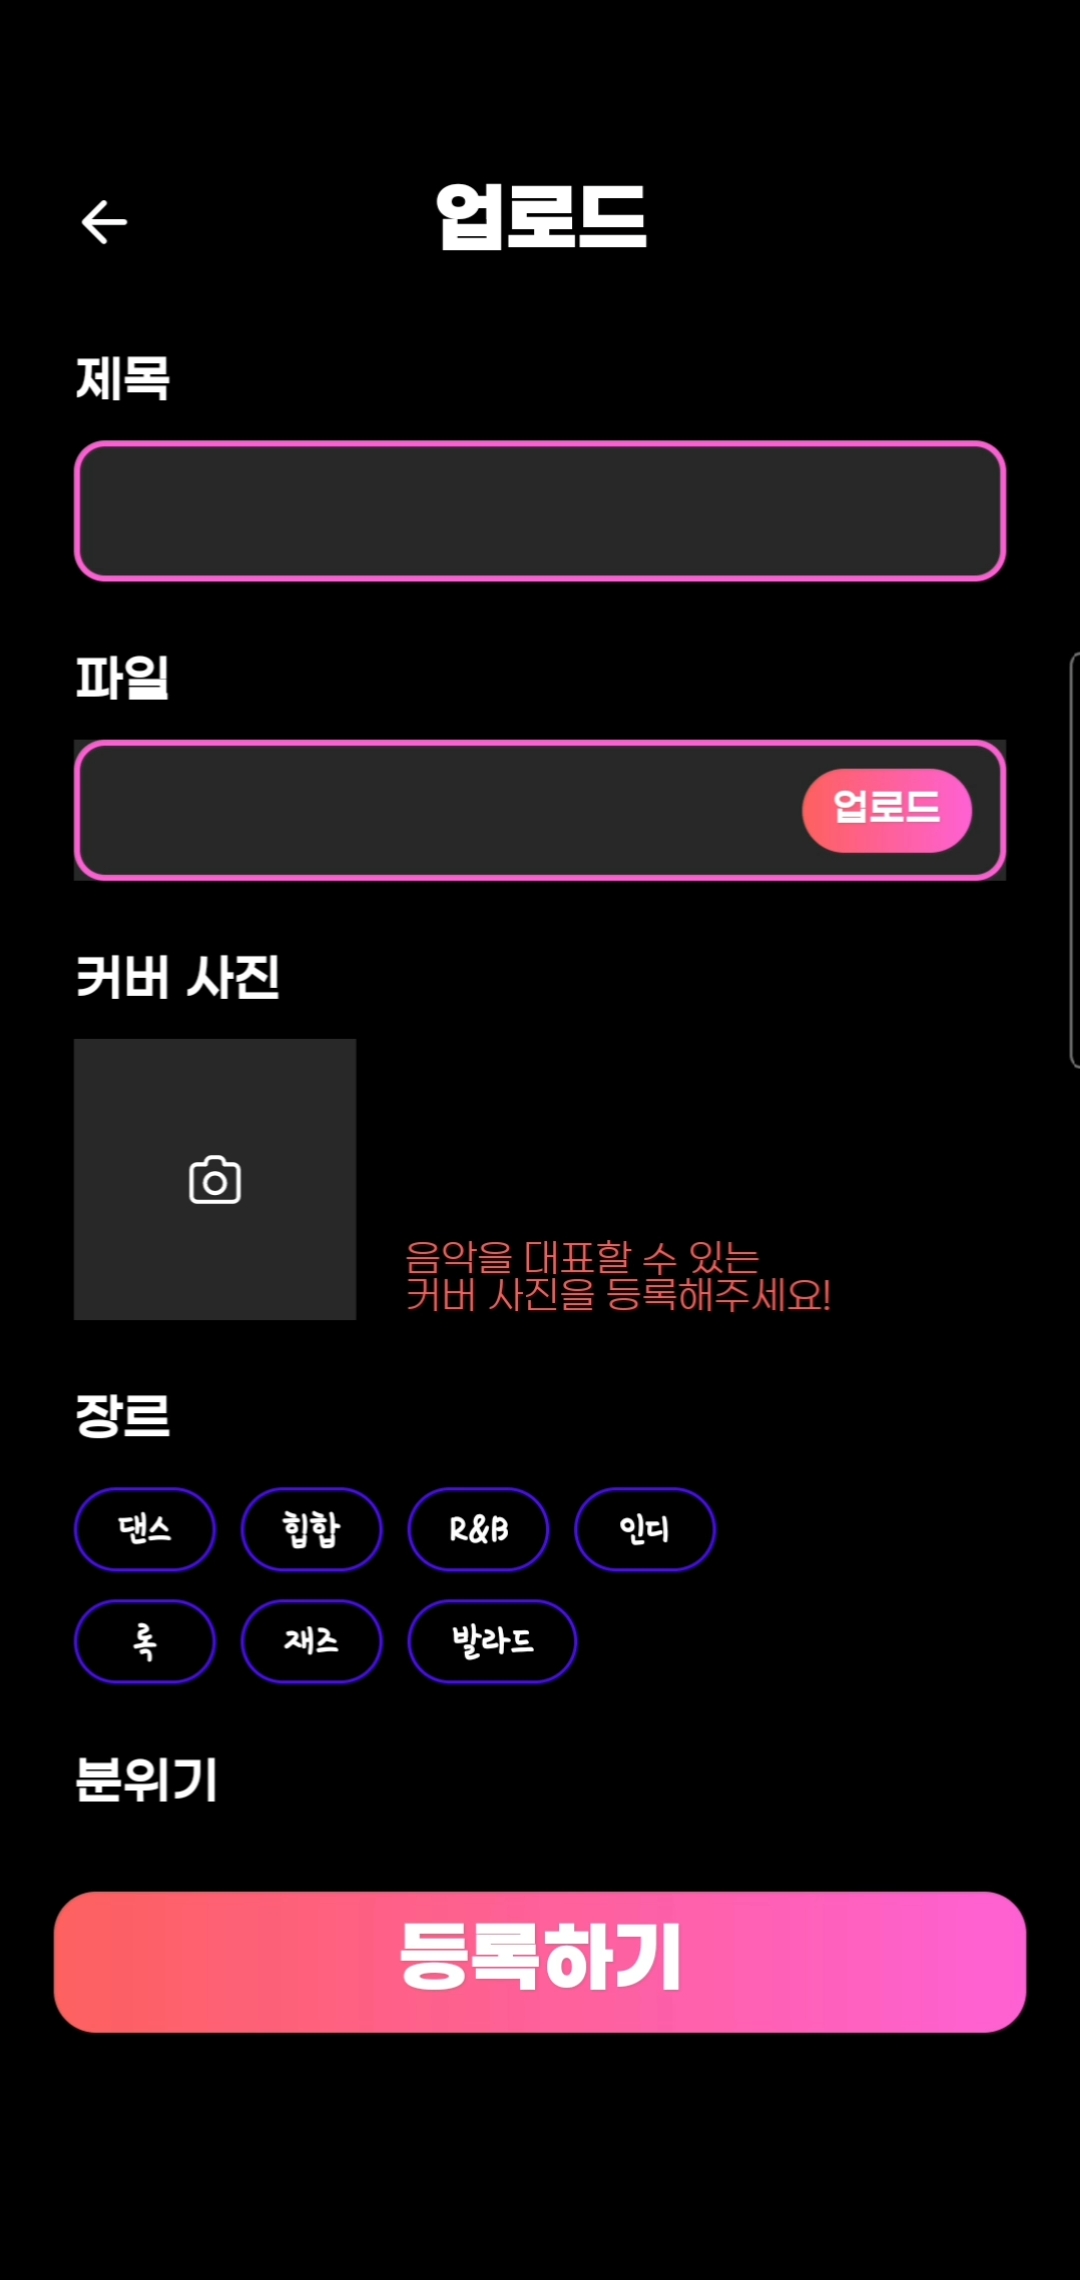 업로드
제목
파일
업로드
커버 사진
음악을 대표할 수 있는
커버 사진을 등록해주세요!
장르
댄스 힙합 R&B 인디
록 재즈 발라드
분위기
등록하기